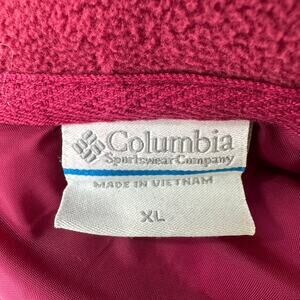 Columbia
Sportswear Company
MADE IN VIETNAM
XL